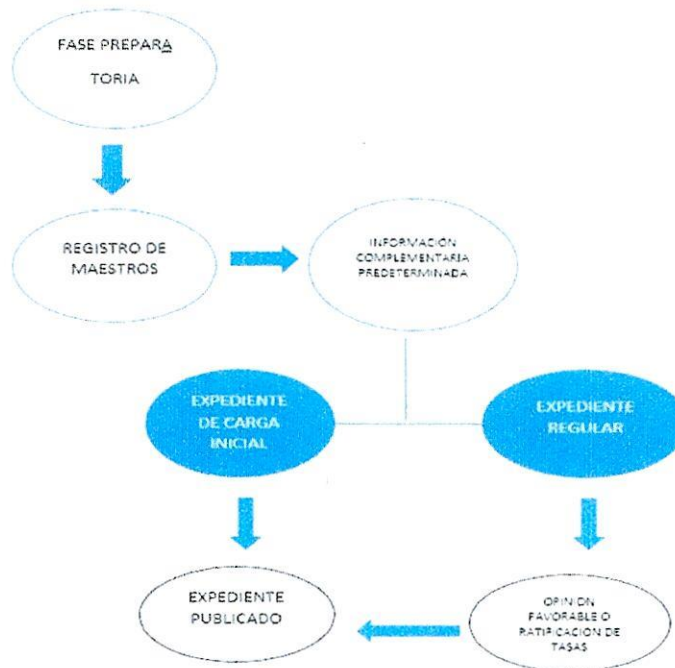 FASE PREPARA
TORIA
REGISTRO DE
MAESTROS
INFORMACIÓN
COMPLEMENTARIA
PREDETERMINADA
EXPEDIENTE
DE CARGA
INICIAL
EXPEDIENTE
REGULAR
EXPEDIENTE
PUBLICADO
OPINION
FAVORABLE O
RATIFICACION DE
TASAS